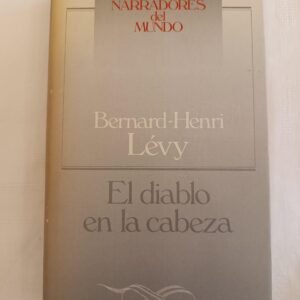 NARRADORES
del
MUNDO
Bernard-Henri
Lévy
El diablo
en la cabeza